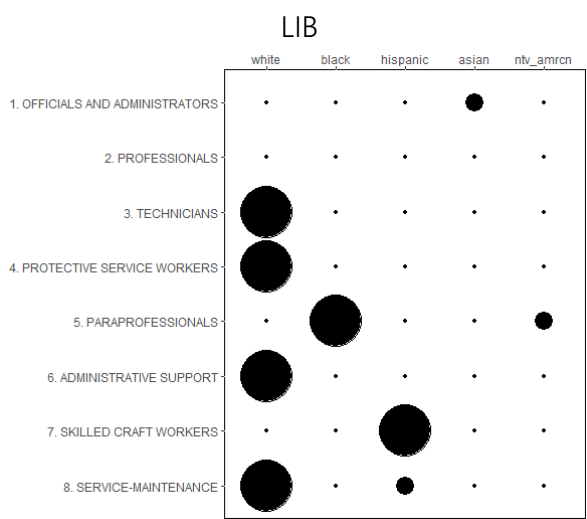 LIB
white black hispanic asian ntv_amrcn
1. OFFICIALS AND ADMINISTRATORS
2. PROFESSIONALS
3. TECHNICIANS
4. PROTECTIVE SERVICE WORKERS
5. PARAPROFESSIONALS
6. ADMINISTRATIVE SUPPORT
7. SKILLED CRAFT WORKERS
8. SERVICE-MAINTENANCE